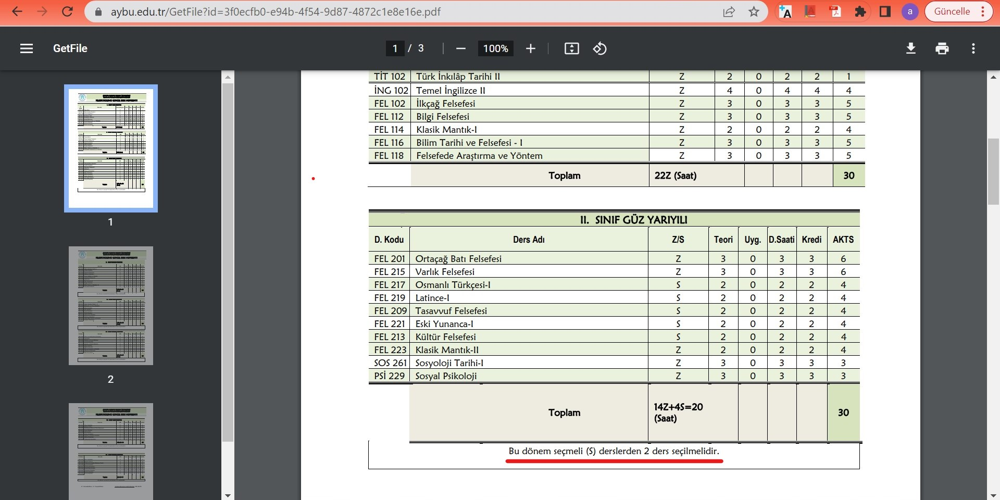 aybu.edu.tr/GetFile?id=3f0ecfb0-e94b-4f54-9d87-4872c1e8e16e.pdf
a
Güncelle
GetFile
1 / 3
100%
TİT 102 Türk İnkılâp Tarihi II Z 2 0 2 2 1
İNG 102 Temel İngilizce II Z 4 0 4 4 4
FEL 102 İlkçağ Felsefesi Z 3 0 3 3 5
FEL 112 Bilgi Felsefesi Z 3 0 3 3 5
FEL 114 Klasik Mantık-I Z 2 0 2 2 4
FEL 116 Bilim Tarihi ve Felsefesi - I Z 3 0 3 3 5
FEL 118 Felsefede Araştırma ve Yöntem Z 3 0 3 3 5
Toplam 22Z (Saat) 30
II. SINIF GÜZ YARIYILI
D. Kodu Ders Adı Z/S Teori Uyg. D.Saati Kredi AKTS
FEL 201 Ortaçağ Batı Felsefesi Z 3 0 3 3 6
FEL 215 Varlık Felsefesi Z 3 0 3 3 6
FEL 217 Osmanlı Türkçesi-I S 2 0 2 2 4
FEL 219 Latince-I S 2 0 2 2 4
FEL 209 Tasavvuf Felsefesi S 2 0 2 2 4
FEL 221 Eski Yunanca-I S 2 0 2 2 4
FEL 213 Kültür Felsefesi S 2 0 2 2 4
FEL 223 Klasik Mantık-II Z 2 0 2 2 4
SOS 261 Sosyoloji Tarihi-I Z 3 0 3 3 3
PSİ 229 Sosyal Psikoloji Z 3 0 3 3 3
Toplam 14Z+4S=20 (Saat) 30
Bu dönem seçmeli (S) derslerden 2 ders seçilmelidir.
1
2